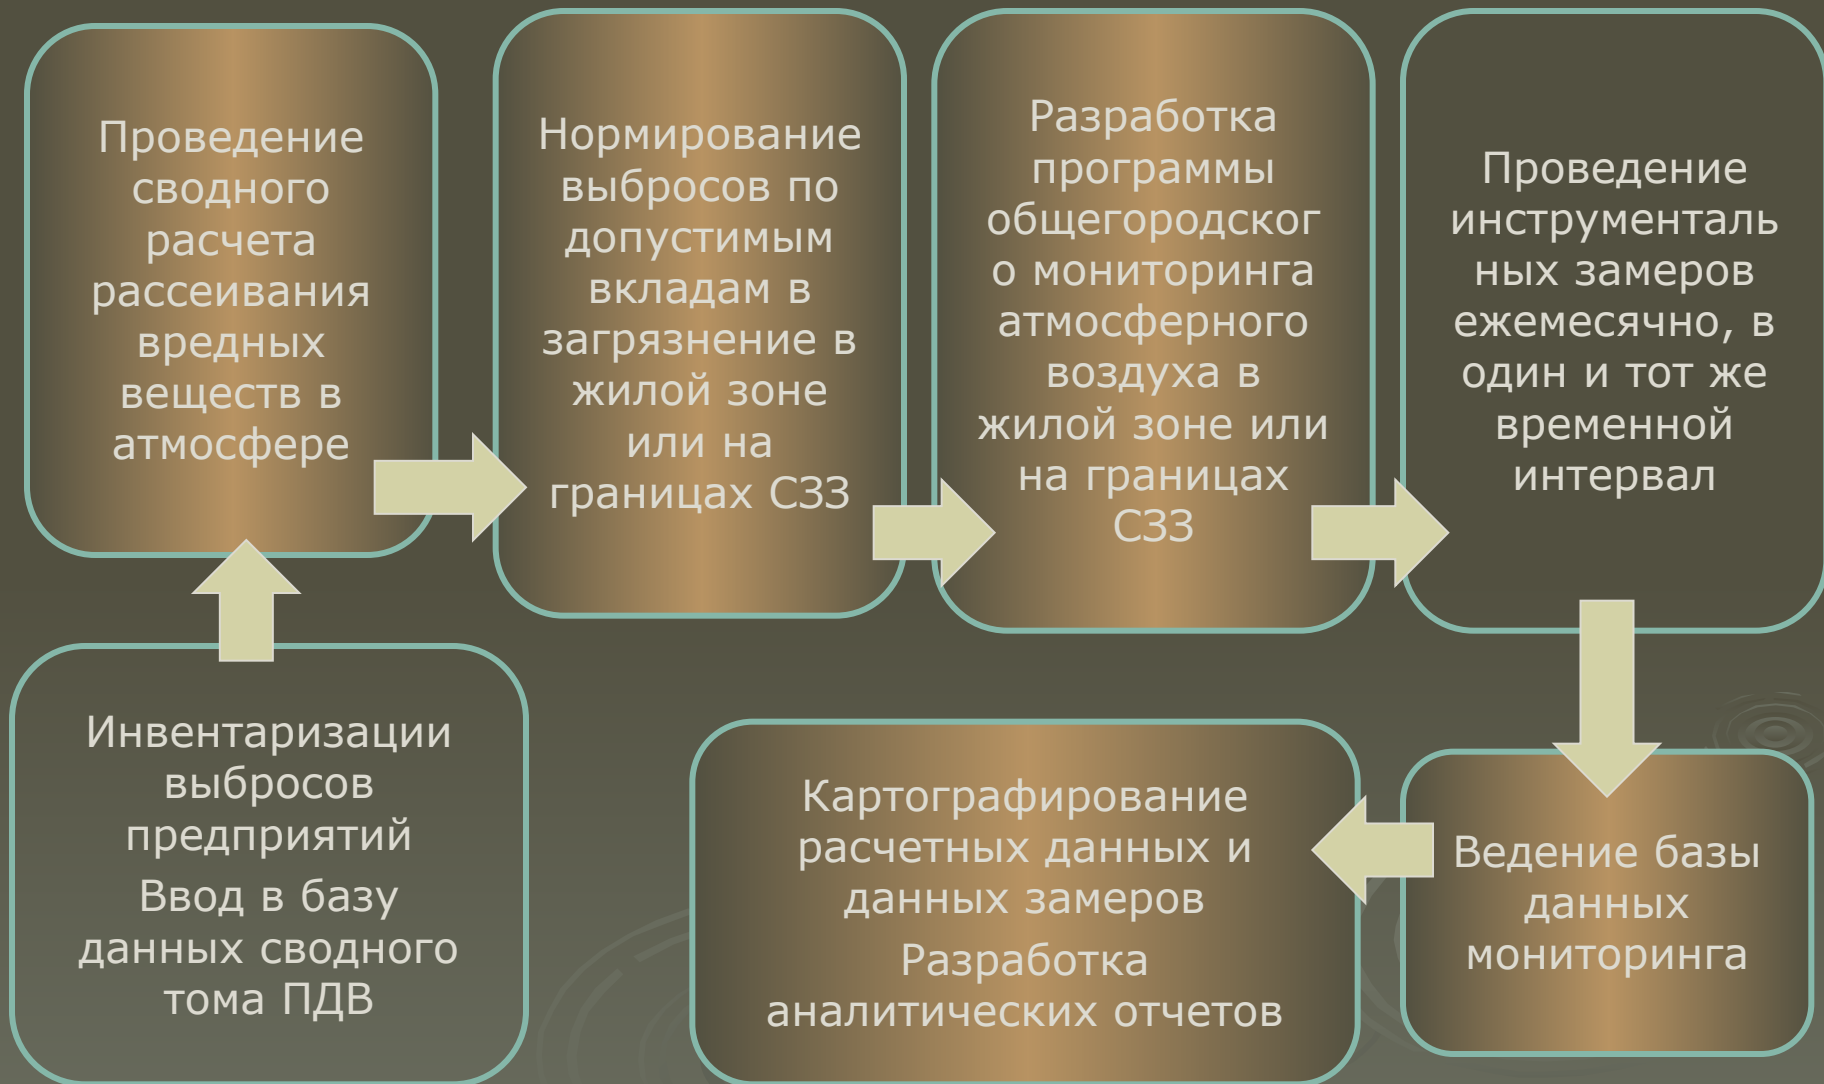 Проведение
сводного
расчета
рассеивания
вредных
веществ в
атмосфере
Нормирование
выбросов по
допустимым
вкладам в
загрязнение в
жилой зоне
или на
границах СЗЗ
Разработка
программы
общегородског
о мониторинга
атмосферного
воздуха в
жилой зоне или
на границах
СЗЗ
Проведение
инструменталь
ных замеров
ежемесячно, в
один и тот же
временной
интервал
Инвентаризации
выбросов
предприятий
Ввод в базу
данных сводного
тома ПДВ
Картографирование
расчетных данных и
данных замеров
Разработка
аналитических отчетов
Ведение базы
данных
мониторинга